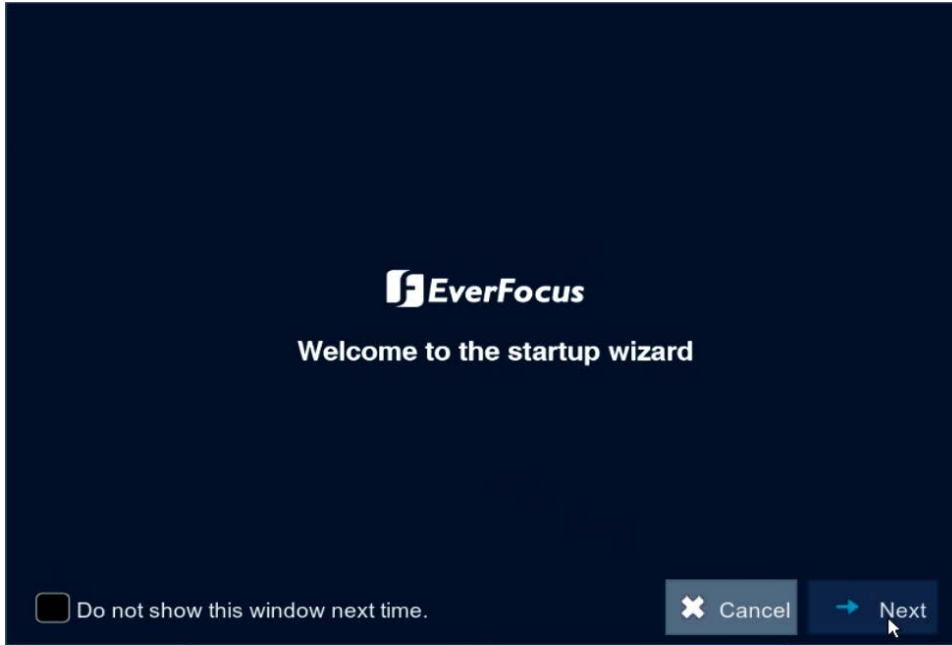 EverFocus
Welcome to the startup wizard
Do not show this window next time.
Cancel
Next